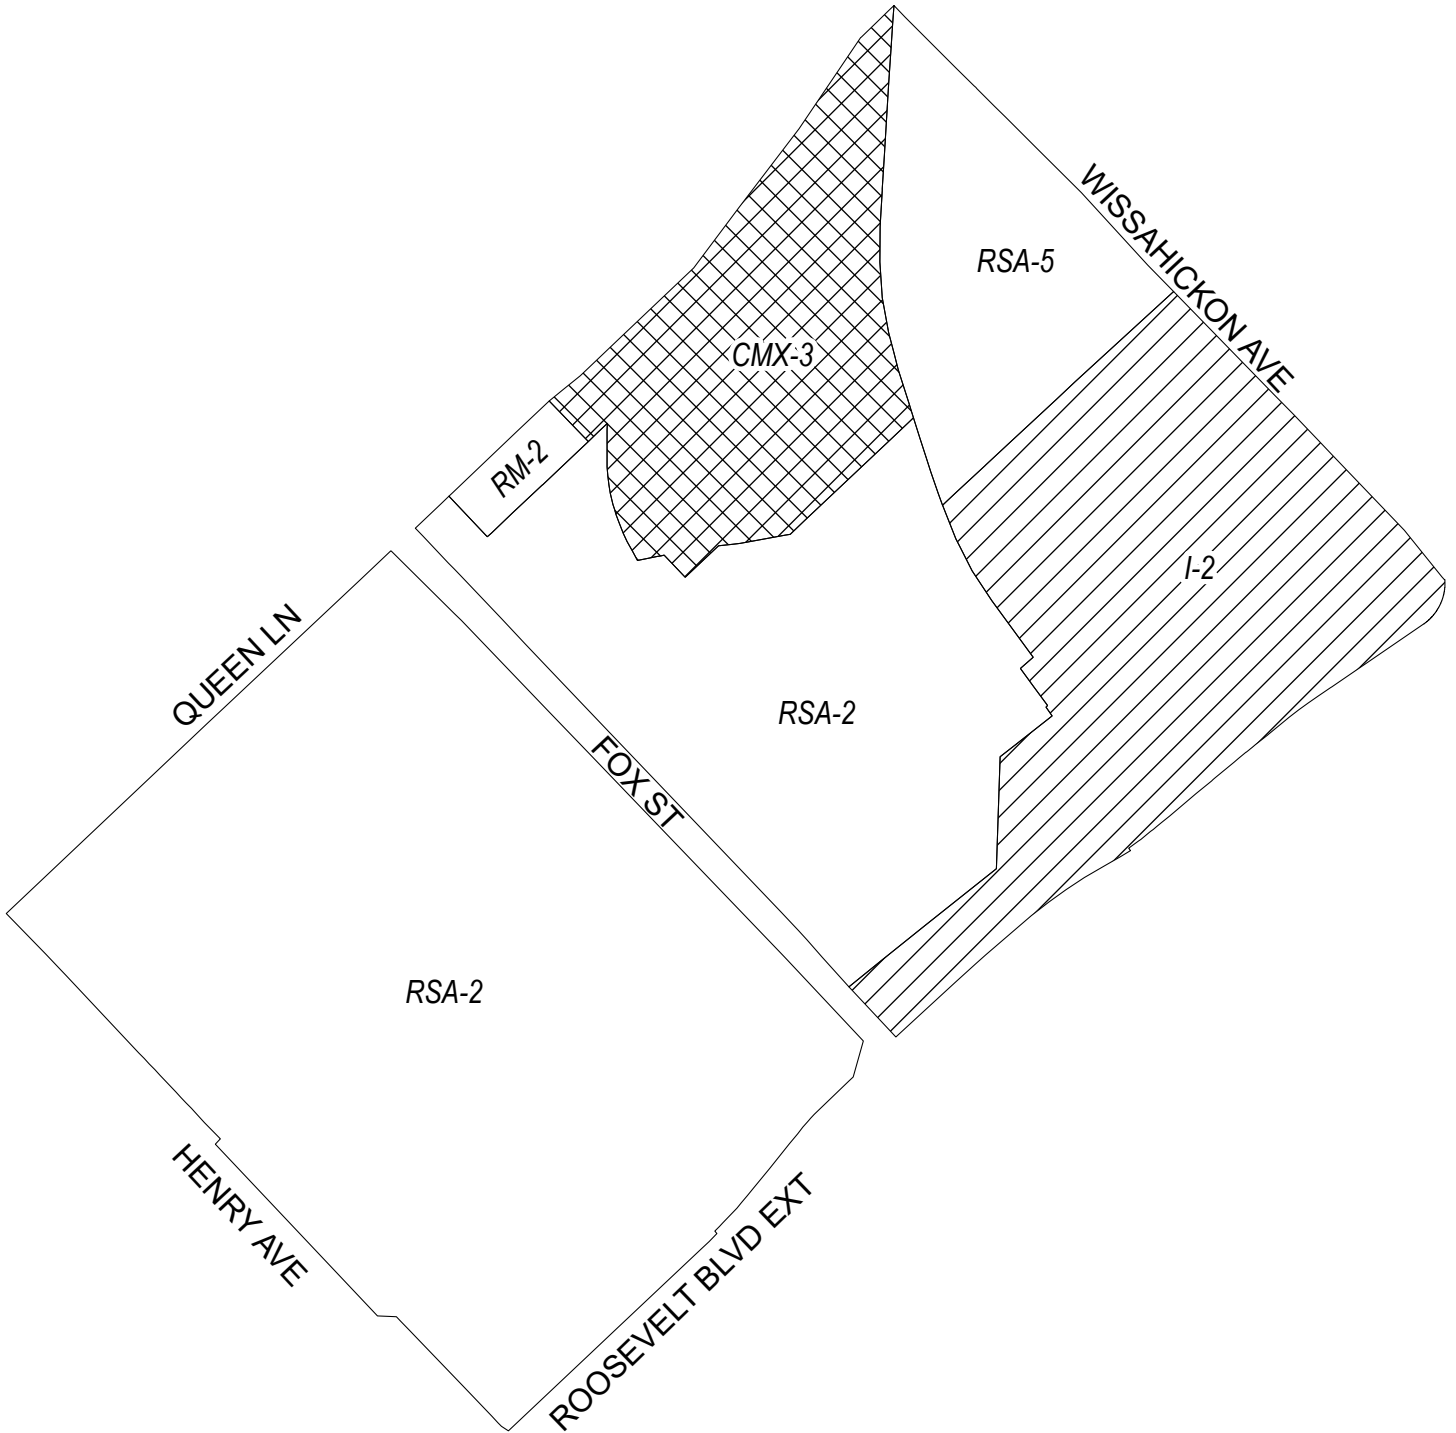 WISSAHICKON AVE
RSA-5
CMX-3
RM-2
I-2
QUEEN LN
RSA-2
FOX ST
RSA-2
HENRY AVE
ROOSEVELT BLVD EXT